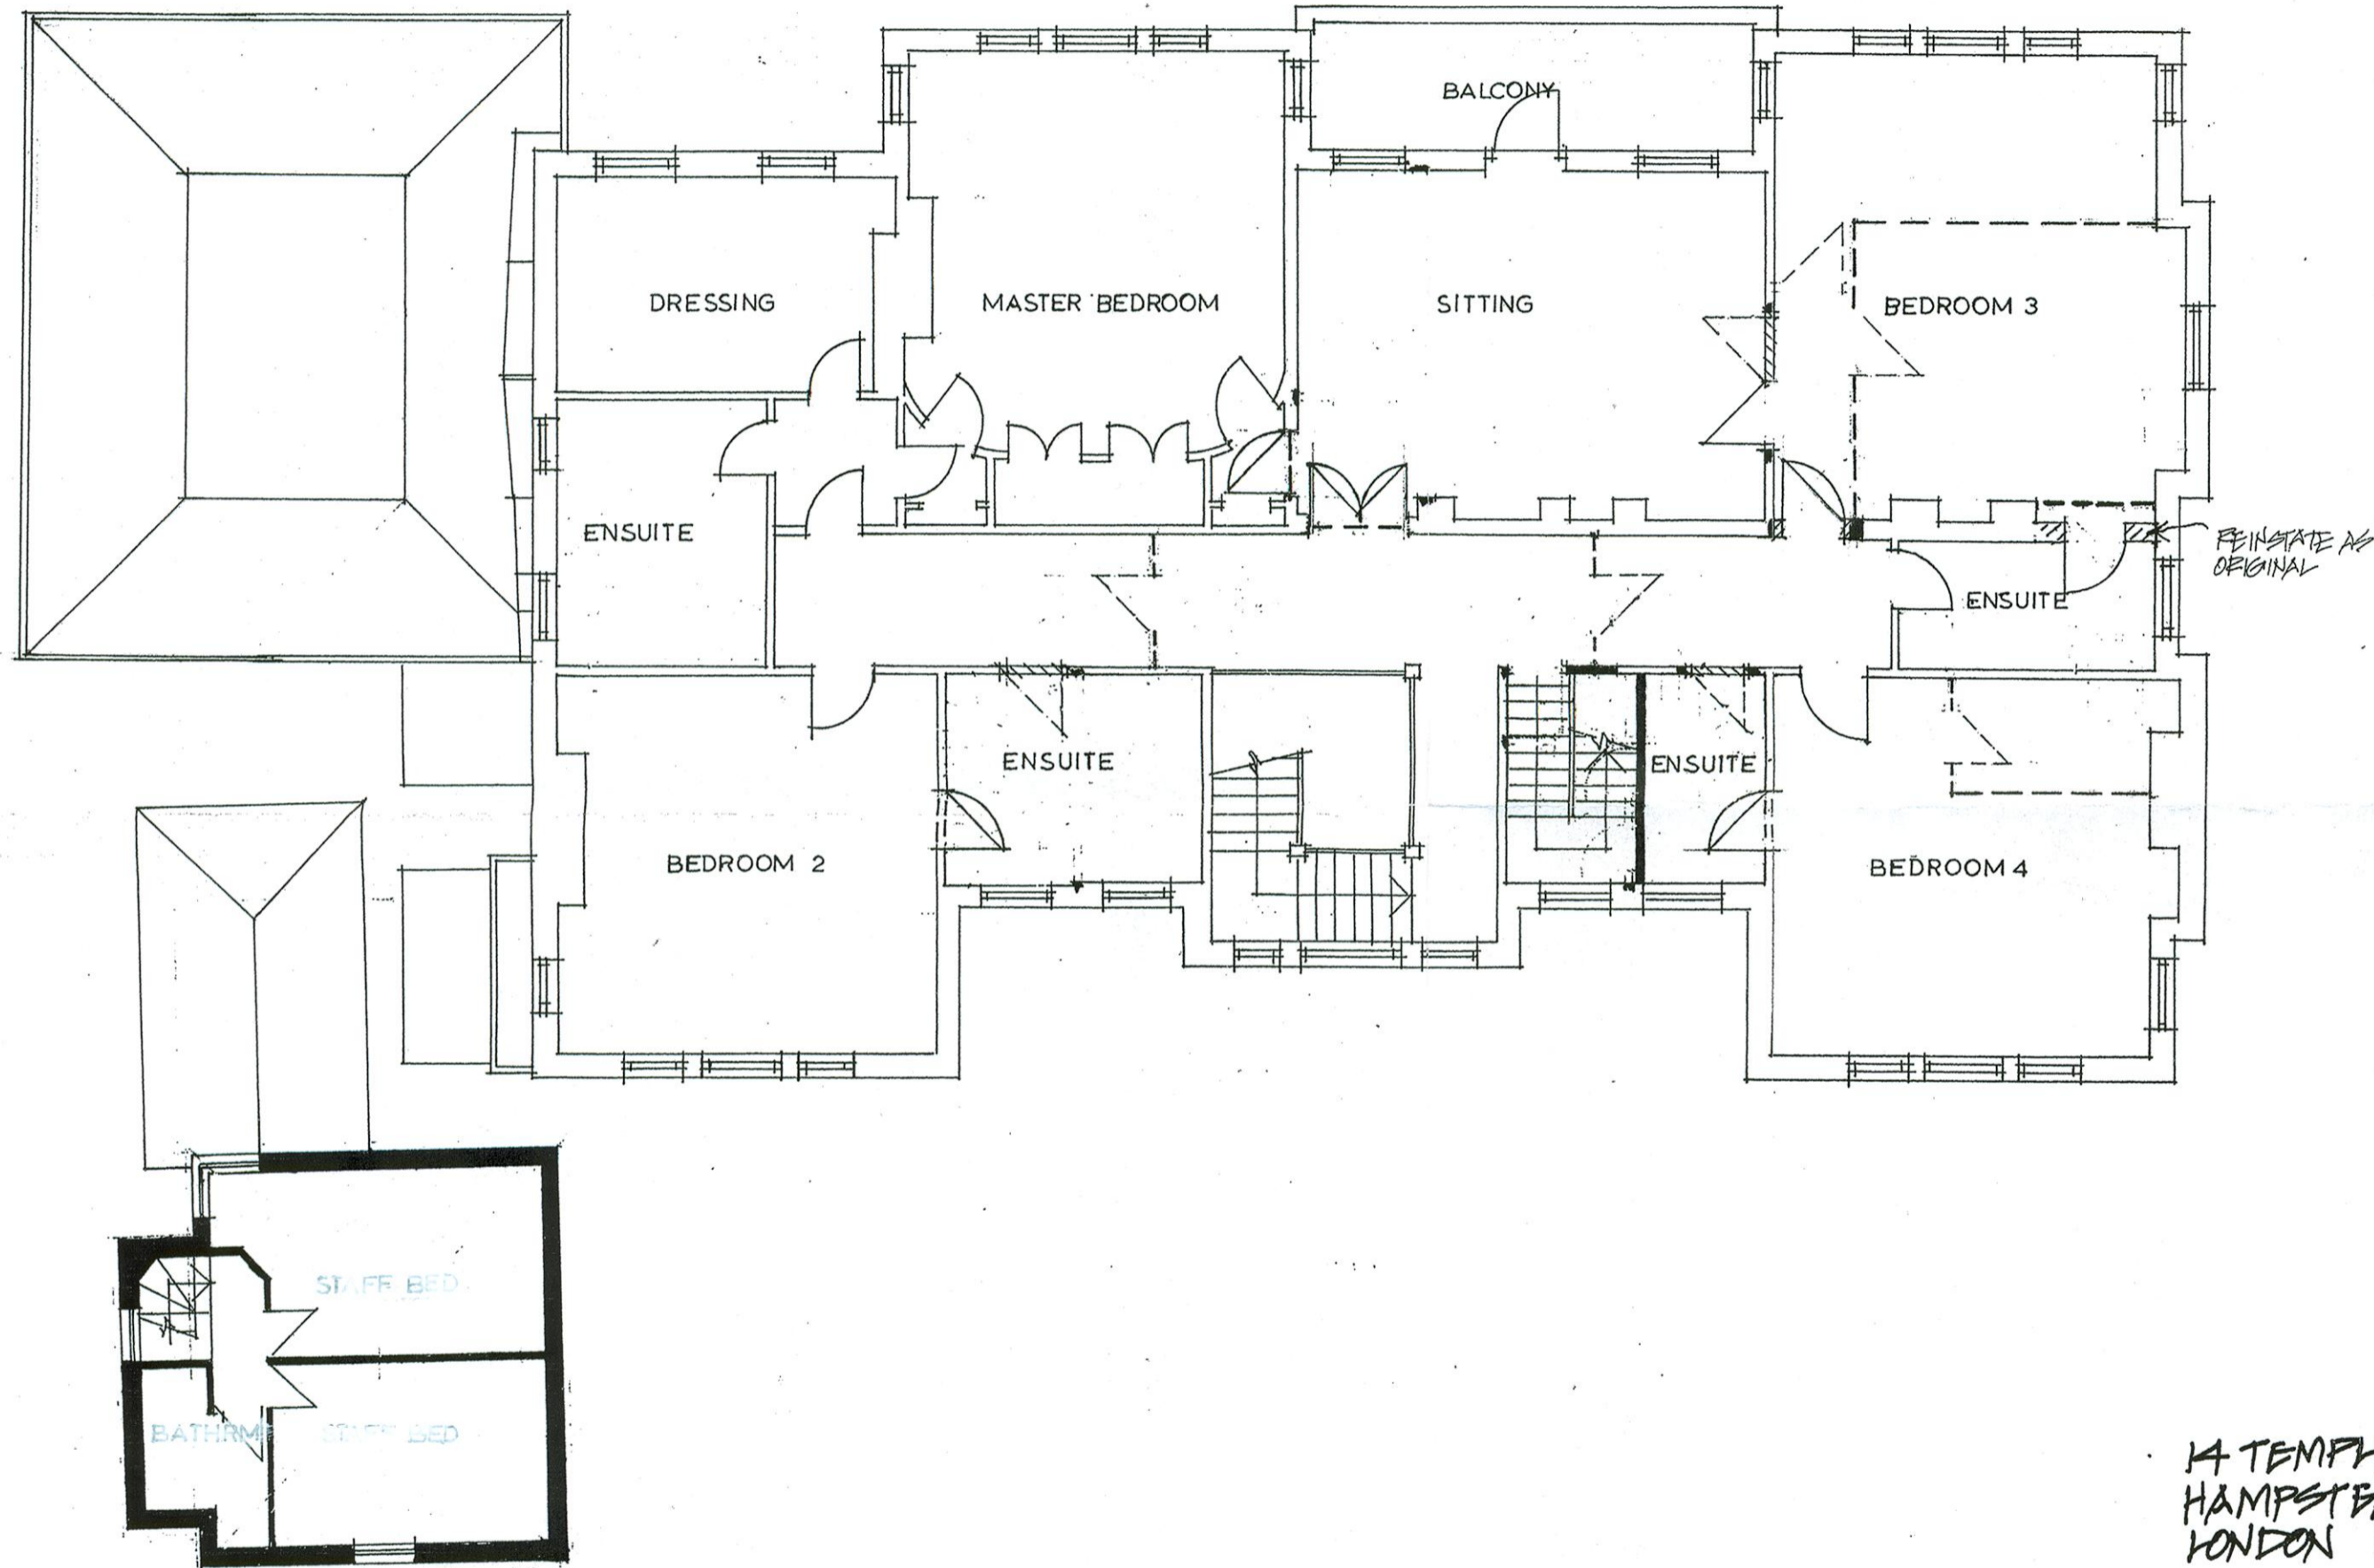 BALCONY
DRESSING
MASTER BEDROOM
SITTING
BEDROOM 3
ENSUITE
REINSTATE AS
ORIGINAL
ENSUITE
ENSUITE
ENSUITE
BEDROOM 2
BEDROOM 4
STAFF BED
BATHRM
STAFF BED
14 TEMPL
HAMPSTEA
LONDON